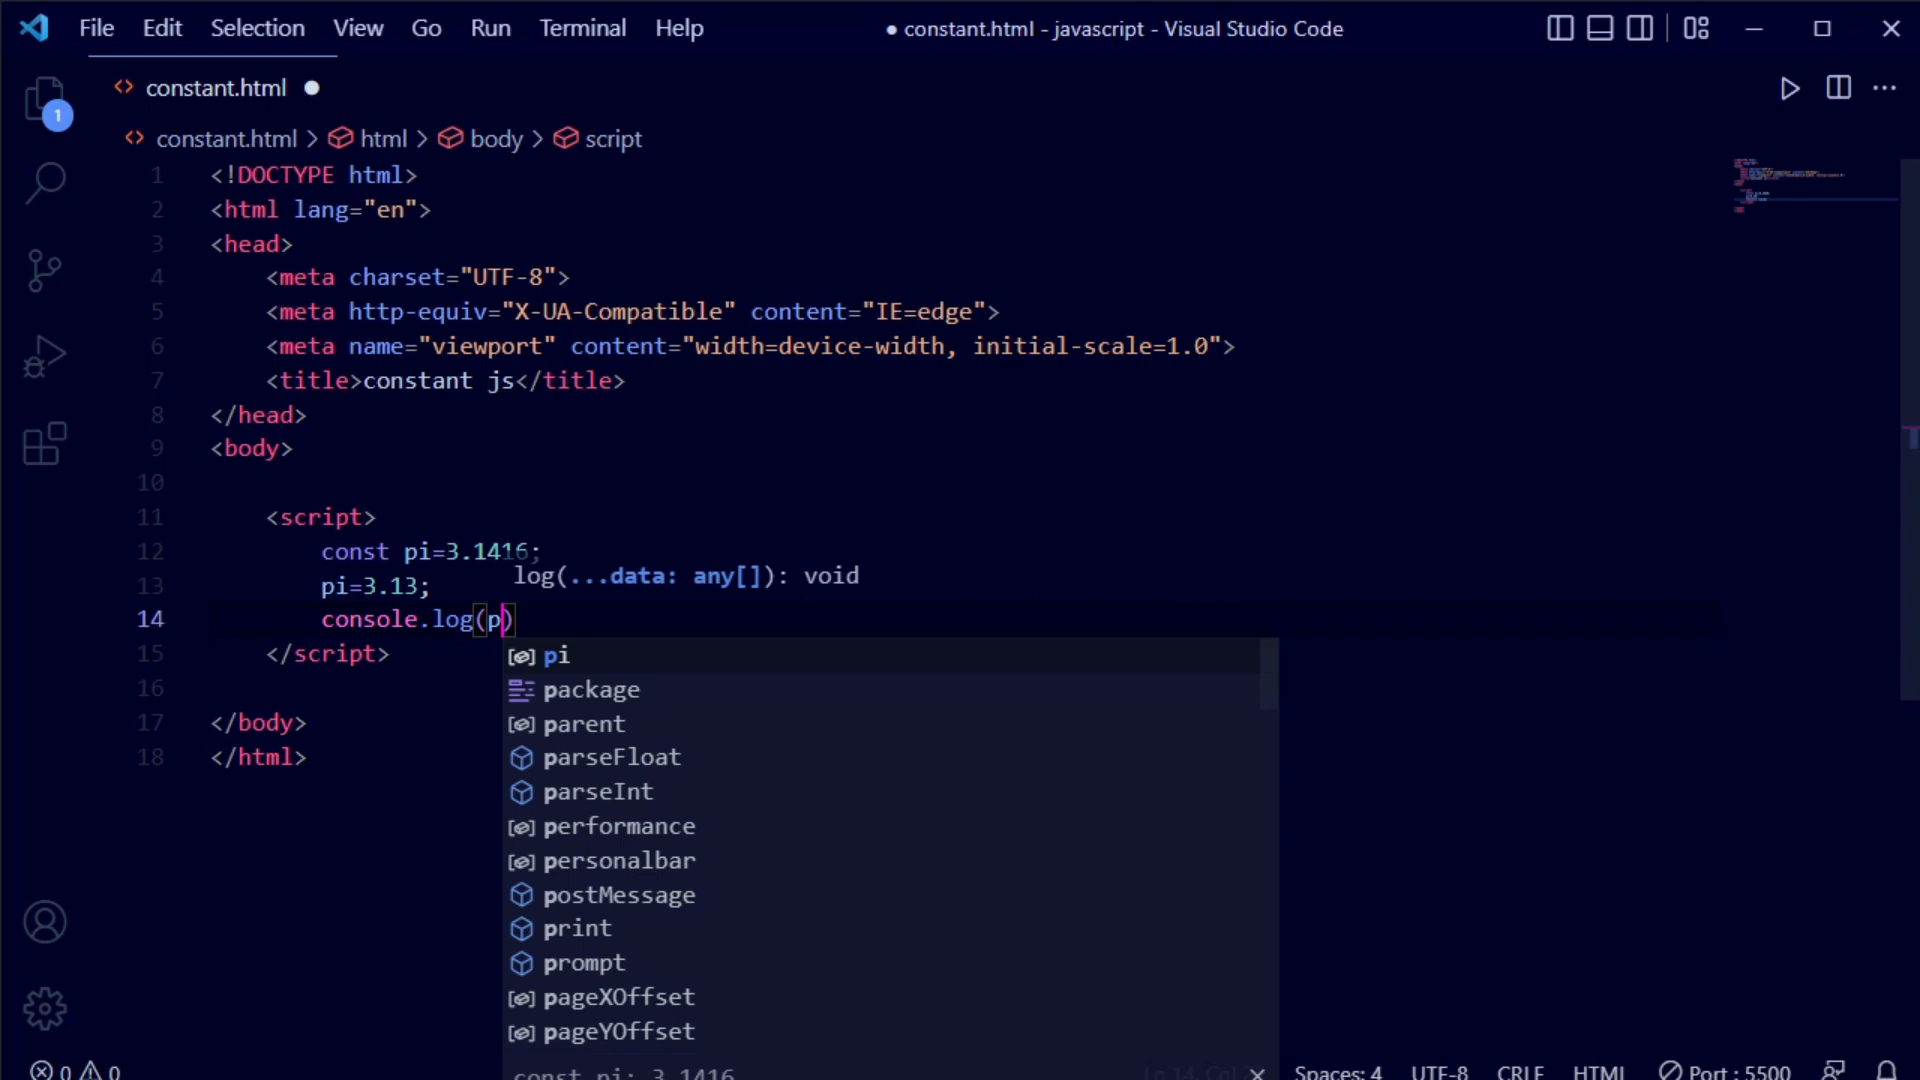 File Edit Selection View Go Run Terminal Help ● constant.html - javascript - Visual Studio Code
constant.html ●
1
constant.html > html > body > script
1 <!DOCTYPE html>
2 <html lang="en">
3 <head>
4 <meta charset="UTF-8">
5 <meta http-equiv="X-UA-Compatible" content="IE=edge">
6 <meta name="viewport" content="width=device-width, initial-scale=1.0">
7 <title>constant js</title>
8 </head>
9 <body>
10
11 <script>
12 const pi=3.1416;
13 pi=3.13;
log(...data: any[]): void
14 console.log(p)
15 </script>
16
17 </body>
18 </html>
pi
package
parent
parseFloat
parseInt
performance
personalbar
postMessage
print
prompt
pageXOffset
pageYOffset
const pi: 3.1416
0 0 Spaces: 4 UTF-8 CRLF HTML Port : 5500